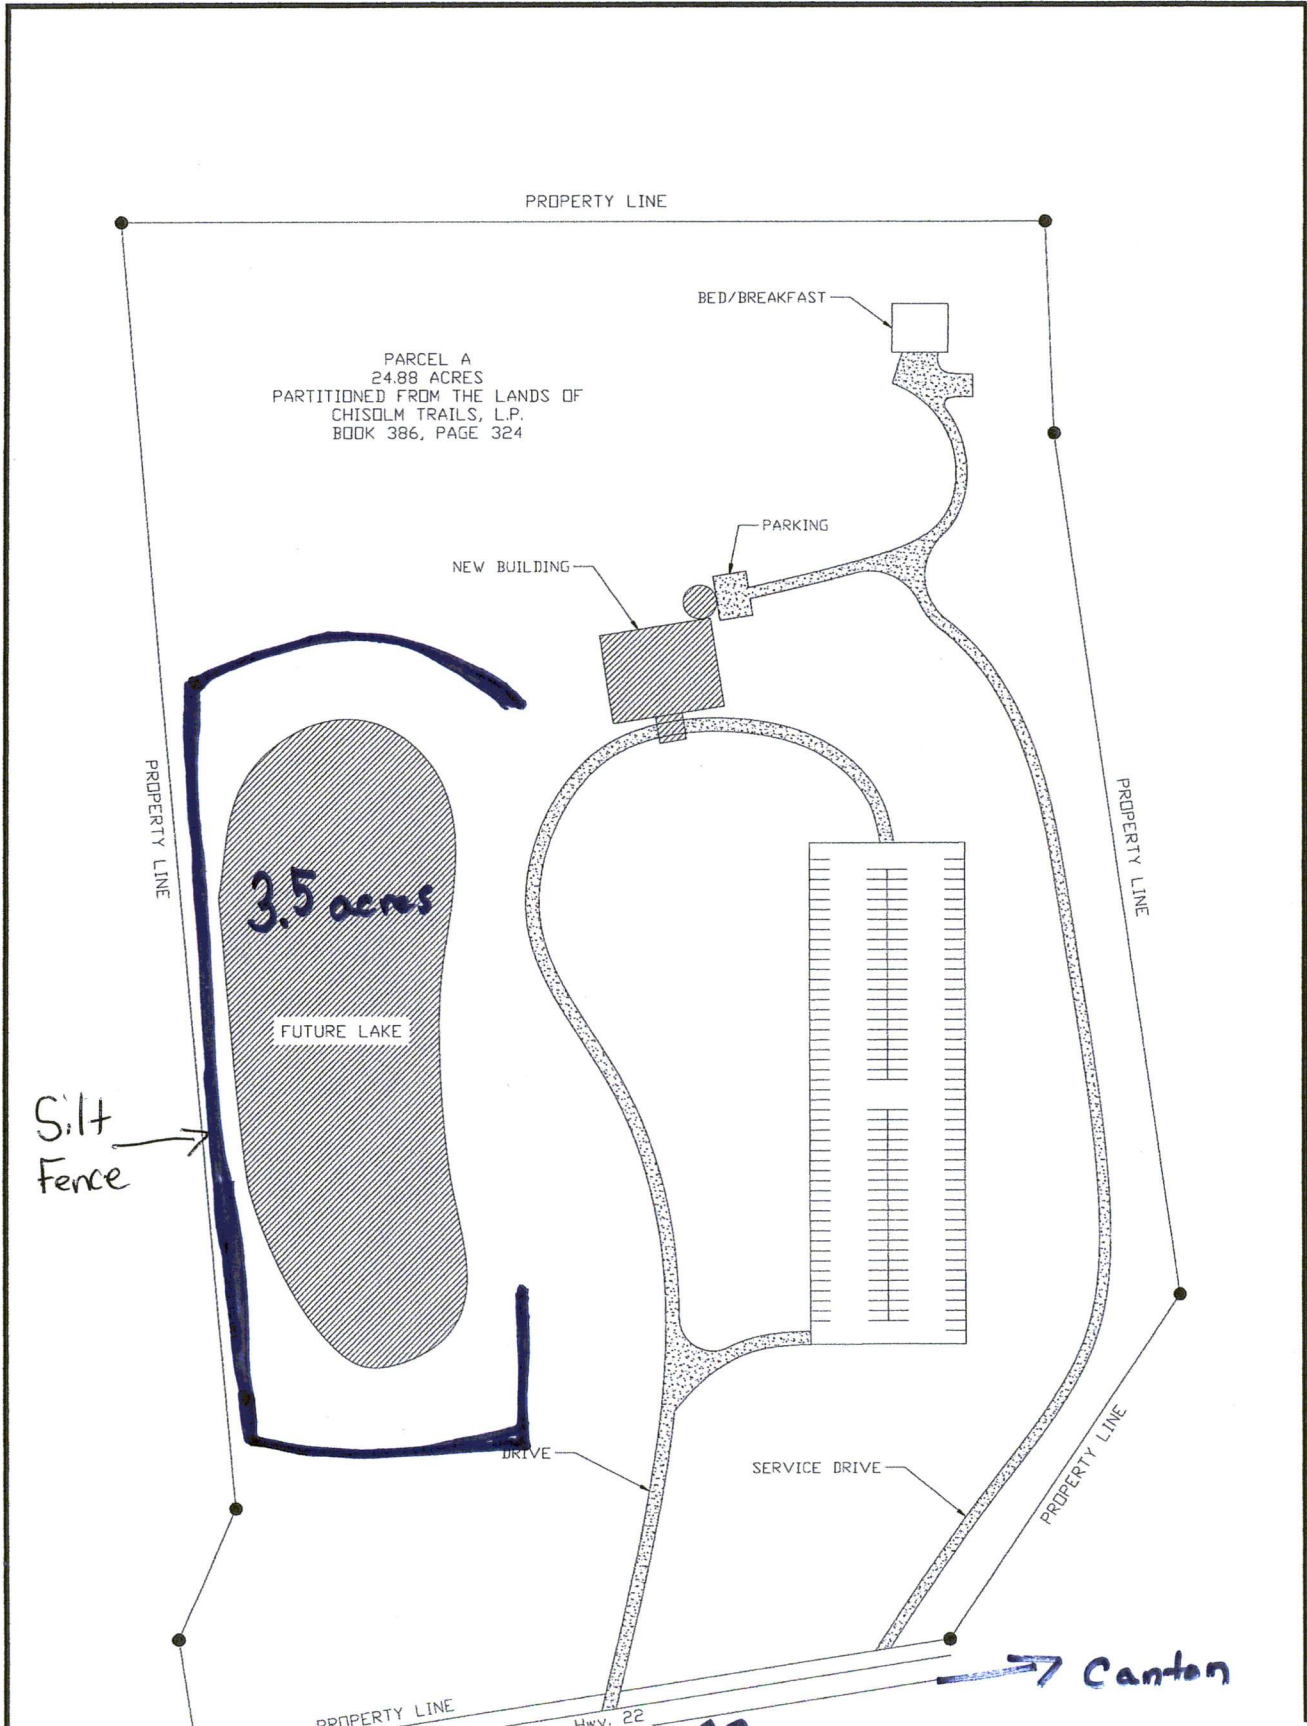 PROPERTY LINE
BED/BREAKFAST
PARCEL A
24.88 ACRES
PARTITIONED FROM THE LANDS OF
CHISOLM TRAILS, L.P.
BOOK 386, PAGE 324
PARKING
NEW BUILDING
PROPERTY LINE
PROPERTY LINE
3.5 acres
FUTURE LAKE
Silt
Fence
DRIVE
SERVICE DRIVE
PROPERTY LINE
Canton
PROPERTY LINE
Hwy. 22